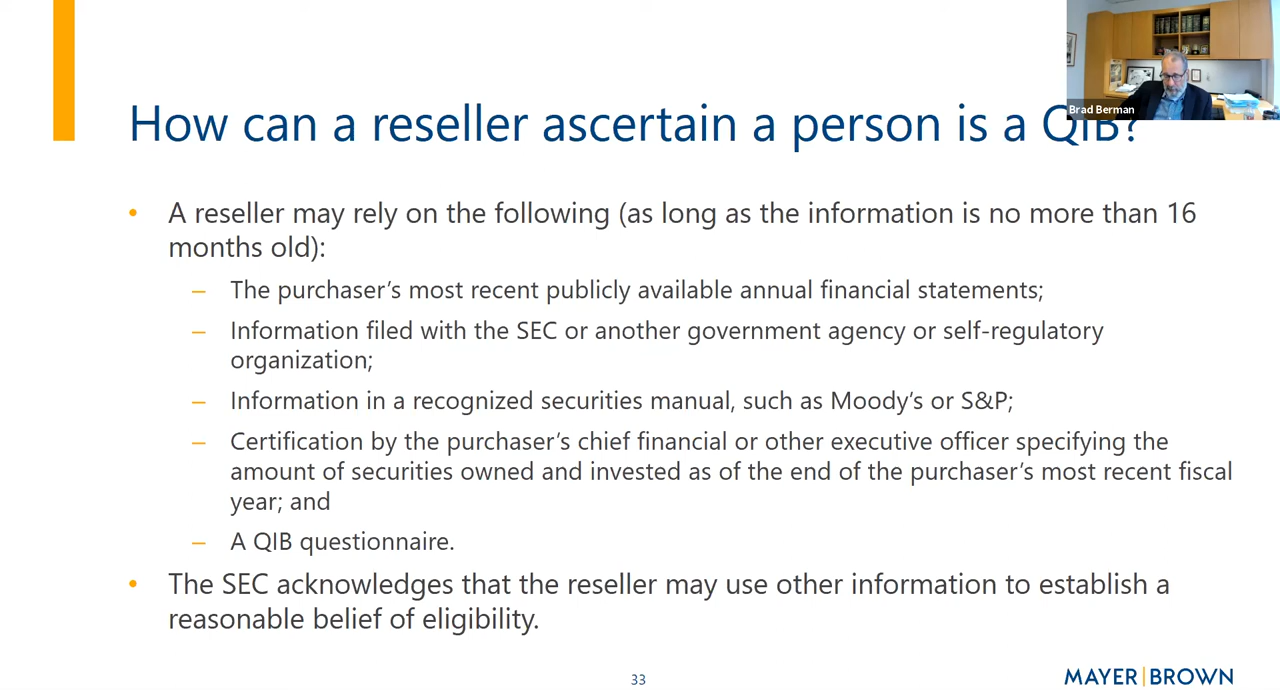 Brad Berman
How can a reseller ascertain a person is a QIB?
• A reseller may rely on the following (as long as the information is no more than 16
months old):
– The purchaser's most recent publicly available annual financial statements;
– Information filed with the SEC or another government agency or self-regulatory
organization;
– Information in a recognized securities manual, such as Moody's or S&P;
– Certification by the purchaser's chief financial or other executive officer specifying the
amount of securities owned and invested as of the end of the purchaser's most recent fiscal
year; and
– A QIB questionnaire.
• The SEC acknowledges that the reseller may use other information to establish a
reasonable belief of eligibility.
33
MAYER | BROWN